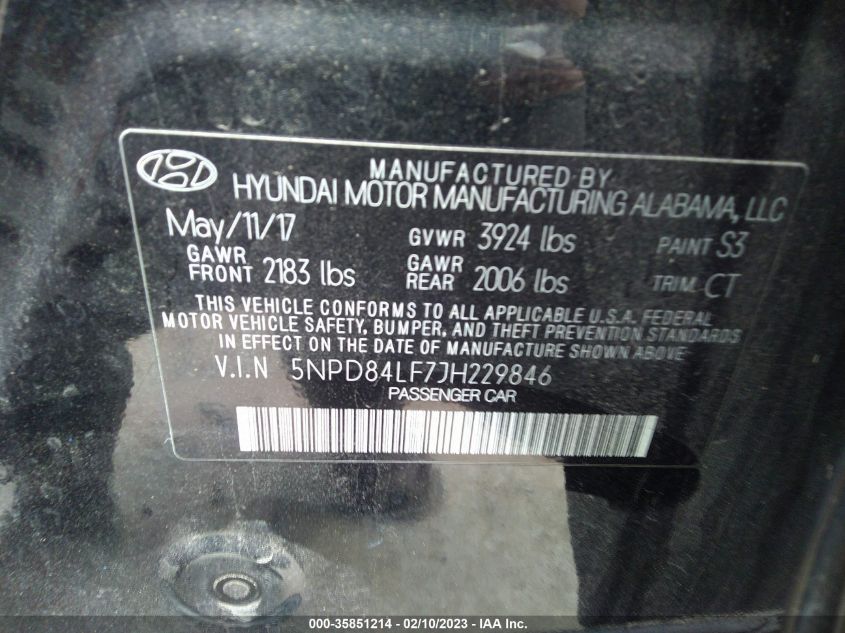 MANUFACTURED BY
HYUNDAI MOTOR MANUFACTURING ALABAMA, LLC
May/11/17 GVWR 3924 lbs PAINT S3
GAWR FRONT 2183 lbs GAWR REAR 2006 lbs TRIM CT
THIS VEHICLE CONFORMS TO ALL APPLICABLE U.S.A. FEDERAL
MOTOR VEHICLE SAFETY, BUMPER, AND THEFT PREVENTION STANDARDS
IN EFFECT ON THE DATE OF MANUFACTURE SHOWN ABOVE.
V.I.N 5NPD84LF7JH229846
PASSENGER CAR
000-35851214 - 02/10/2023 - IAA Inc.